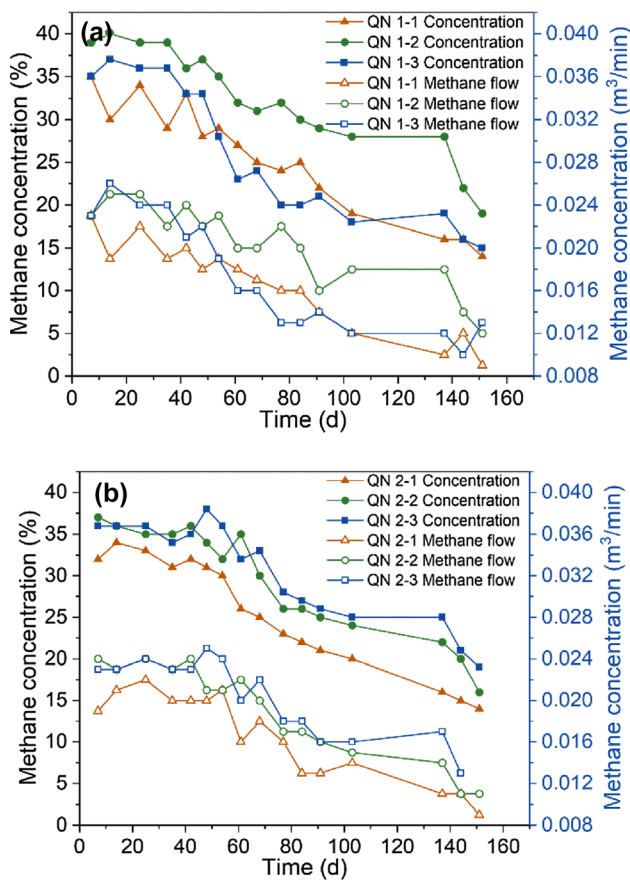 (a)
QN 1-1 Concentration
QN 1-2 Concentration
QN 1-3 Concentration
QN 1-1 Methane flow
QN 1-2 Methane flow
QN 1-3 Methane flow
Methane concentration (%)
40
35
30
25
20
15
10
5
0
0.040
0.036
0.032
0.028
0.024
0.020
0.016
0.012
0.008
Methane concentration (m³/min)
0 20 40 60 80 100 120 140 160
Time (d)
(b)
QN 2-1 Concentration
QN 2-2 Concentration
QN 2-3 Concentration
QN 2-1 Methane flow
QN 2-2 Methane flow
QN 2-3 Methane flow
Methane concentration (%)
40
35
30
25
20
15
10
5
0
0.040
0.036
0.032
0.028
0.024
0.020
0.016
0.012
0.008
Methane concentration (m³/min)
0 20 40 60 80 100 120 140 160
Time (d)